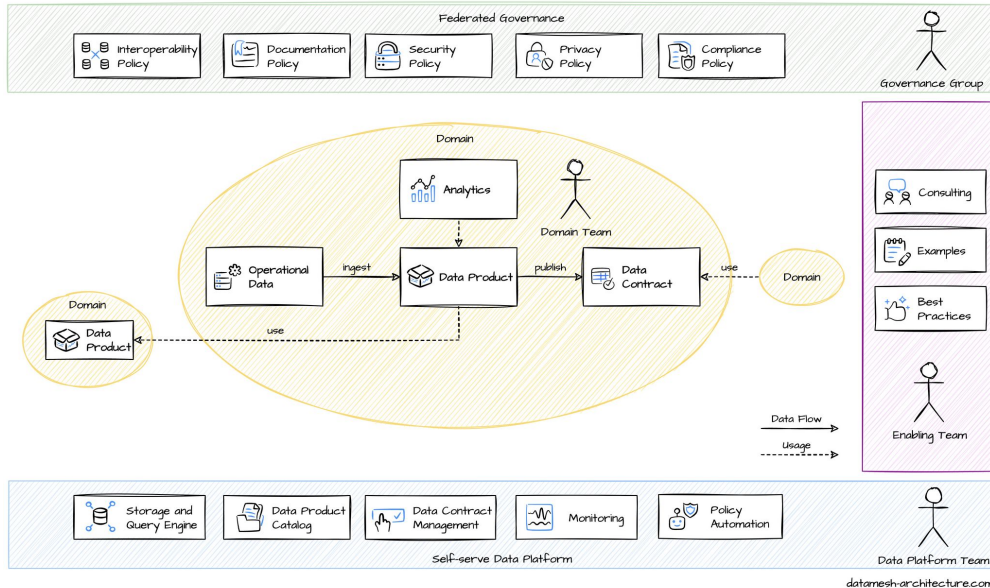 Federated Governance
Interoperability
Policy
Documentation
Policy
Security
Policy
Privacy
Policy
Compliance
Policy
Governance Group
Domain
Analytics
Domain Team
Operational
Data
ingest
Data Product
publish
Data
Contract
use
Domain
Domain
Data
Product
use
Consulting
Examples
Best
Practices
Enabling Team
Data Flow
Usage
Storage and
Query Engine
Data Product
Catalog
Data Contract
Management
Monitoring
Policy
Automation
Self-serve Data Platform
Data Platform Team
datamesh-architecture.com